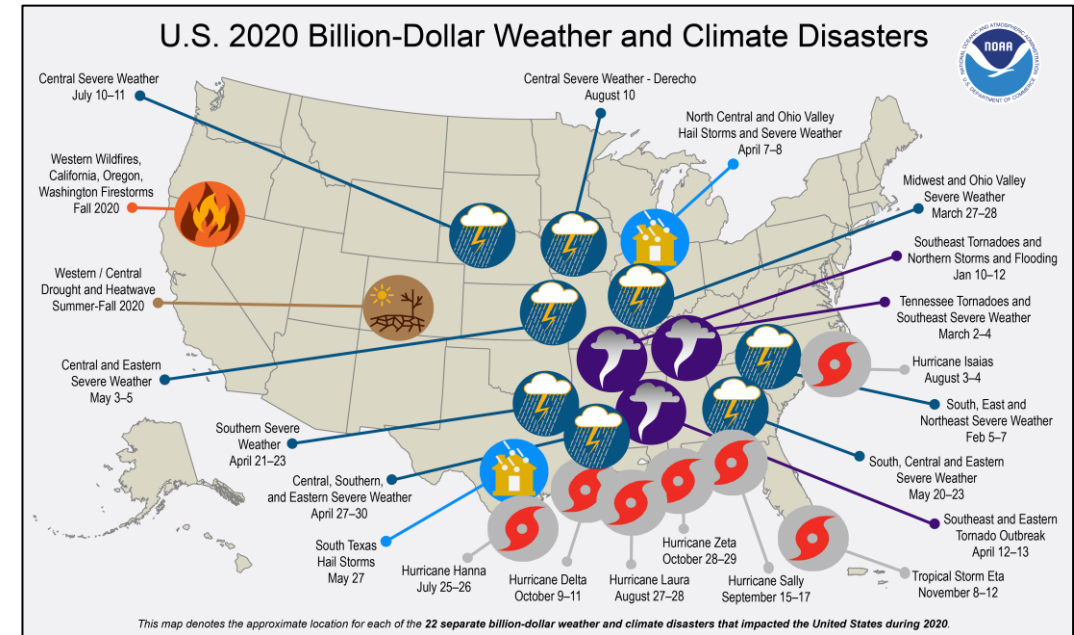 U.S. 2020 Billion-Dollar Weather and Climate Disasters
NOAA
NATIONAL OCEANIC AND ATMOSPHERIC ADMINISTRATION
U.S. DEPARTMENT OF COMMERCE
Central Severe Weather
July 10–11
Central Severe Weather - Derecho
August 10
North Central and Ohio Valley
Hail Storms and Severe Weather
April 7–8
Western Wildfires,
California, Oregon,
Washington Firestorms
Fall 2020
Midwest and Ohio Valley
Severe Weather
March 27–28
Southeast Tornadoes and
Northern Storms and Flooding
Jan 10–12
Western / Central
Drought and Heatwave
Summer-Fall 2020
Tennessee Tornadoes and
Southeast Severe Weather
March 2–4
Central and Eastern
Severe Weather
May 3–5
Hurricane Isaias
August 3–4
South, East and
Northeast Severe Weather
Feb 5–7
Southern Severe
Weather
April 21–23
South, Central and Eastern
Severe Weather
May 20–23
Central, Southern,
and Eastern Severe Weather
April 27–30
Southeast and Eastern
Tornado Outbreak
April 12–13
South Texas
Hail Storms
May 27
Hurricane Hanna
July 25–26
Hurricane Delta
October 9–11
Hurricane Laura
August 27–28
Hurricane Zeta
October 28–29
Hurricane Sally
September 15–17
Tropical Storm Eta
November 8–12
This map denotes the approximate location for each of the 22 separate billion-dollar weather and climate disasters that impacted the United States during 2020.